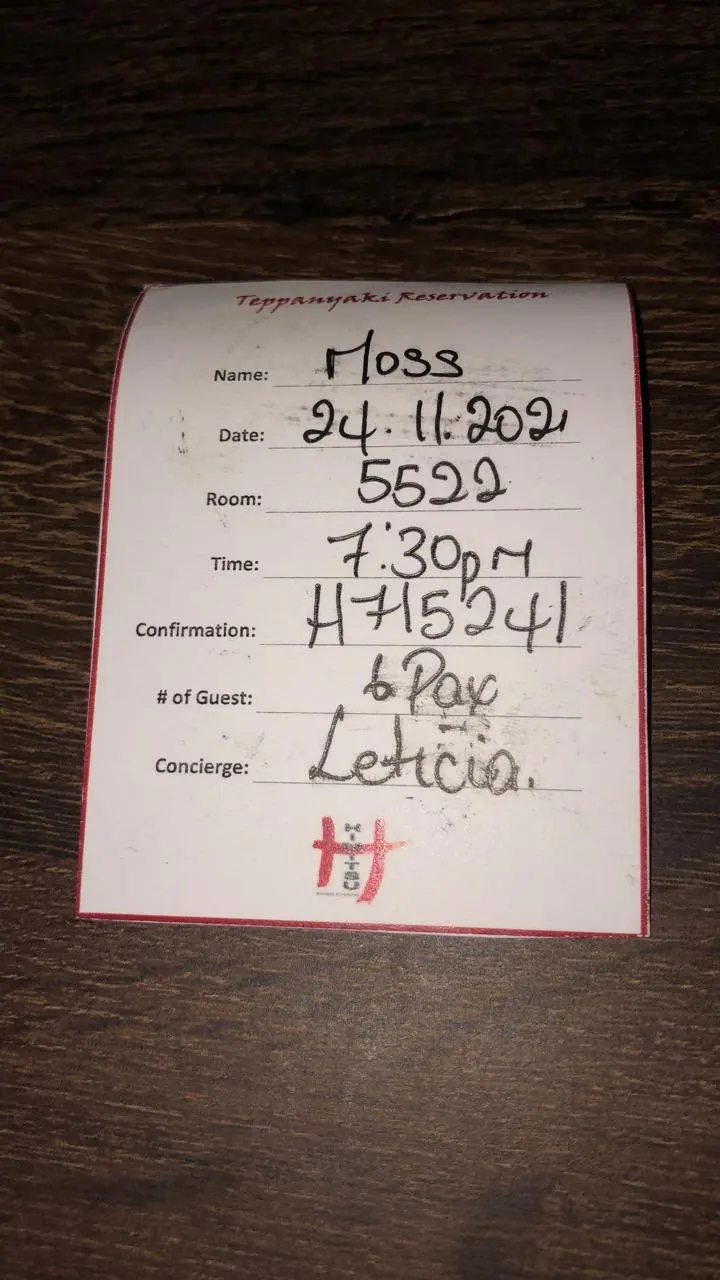 Teppanyaki Reservation
Name: Moss
Date: 24.11.2021
Room: 5522
Time: 7:30pm
Confirmation: H715241
# of Guest: 6 Pax
Concierge: Leticia.
H
HIMITSU